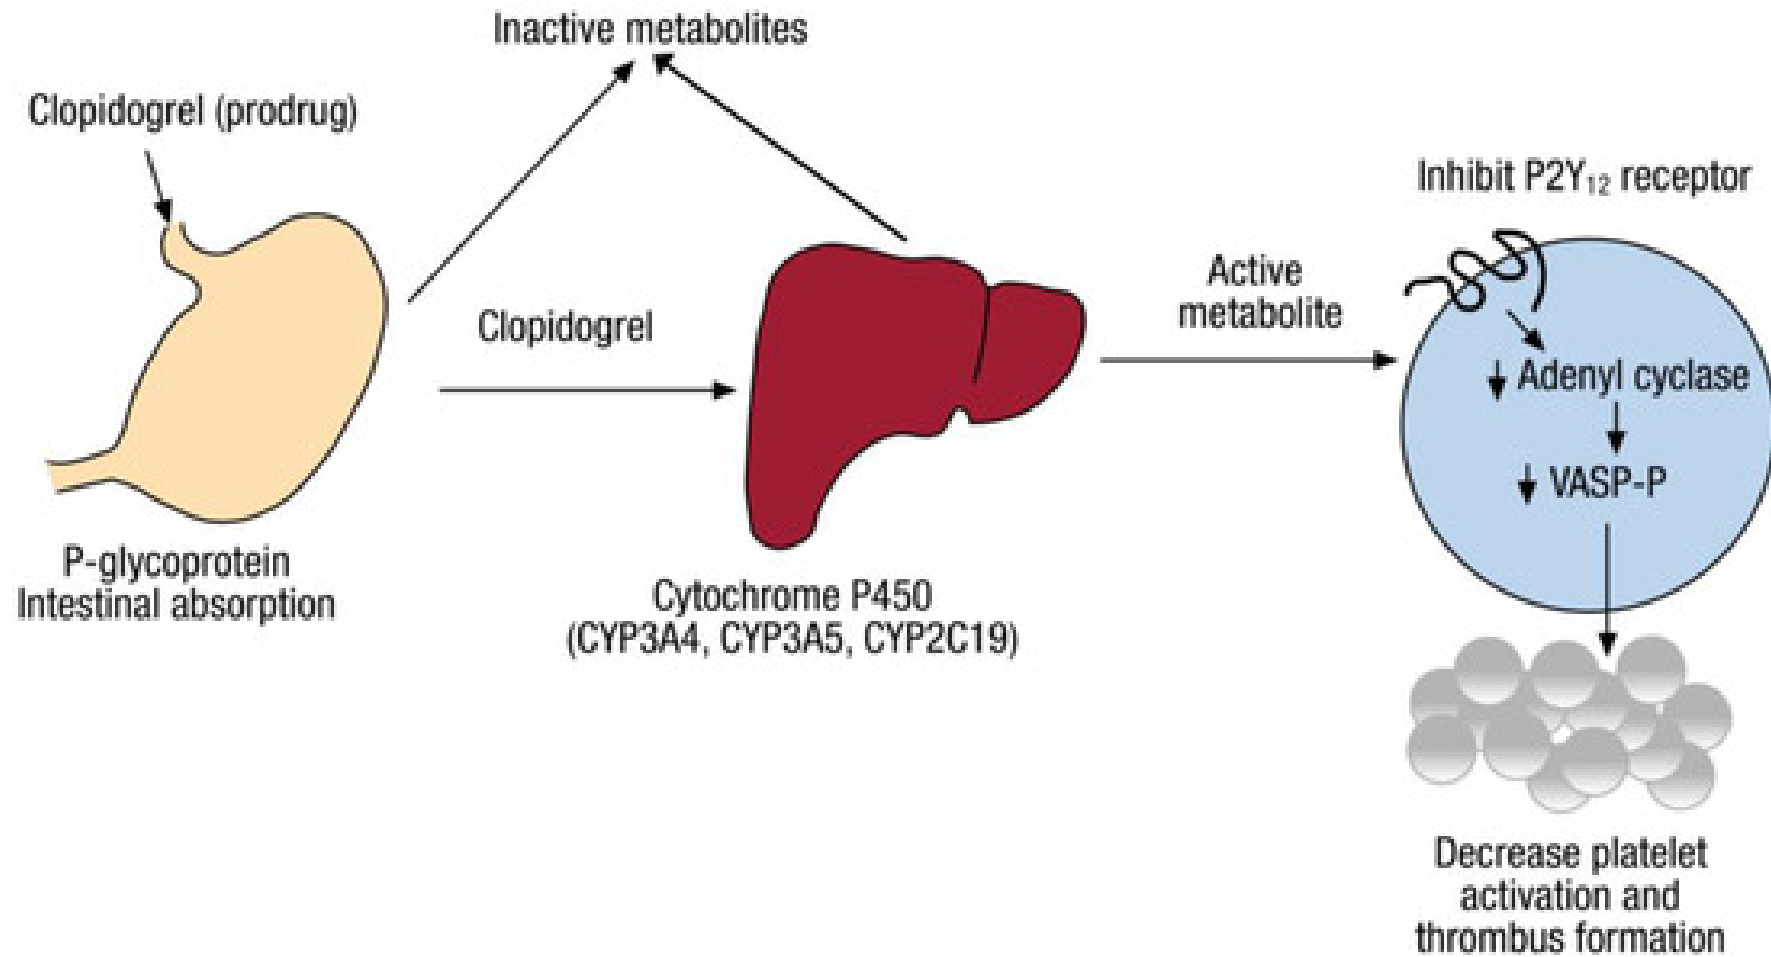 Inactive metabolites
Clopidogrel (prodrug)
Inhibit P2Y₁₂ receptor
Active
metabolite
Clopidogrel
Adenyl cyclase
VASP-P
P-glycoprotein
Intestinal absorption
Cytochrome P450
(CYP3A4, CYP3A5, CYP2C19)
Decrease platelet
activation and
thrombus formation